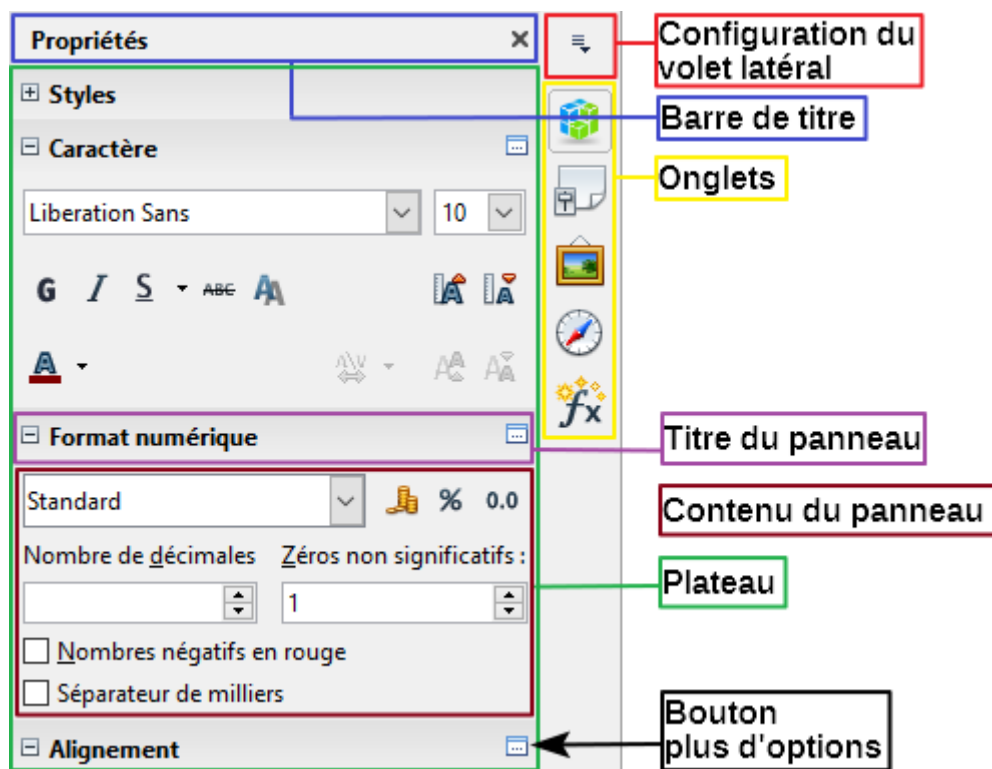 Propriétés
Configuration du
volet latéral
Styles
Barre de titre
Caractère
Onglets
Liberation Sans
10
G I S ABC AA
A
Format numérique
Titre du panneau
Standard
% 0.0
Contenu du panneau
Nombre de décimales
Zéros non significatifs :
Plateau
1
Nombres négatifs en rouge
Séparateur de milliers
Bouton
plus d'options
Alignement